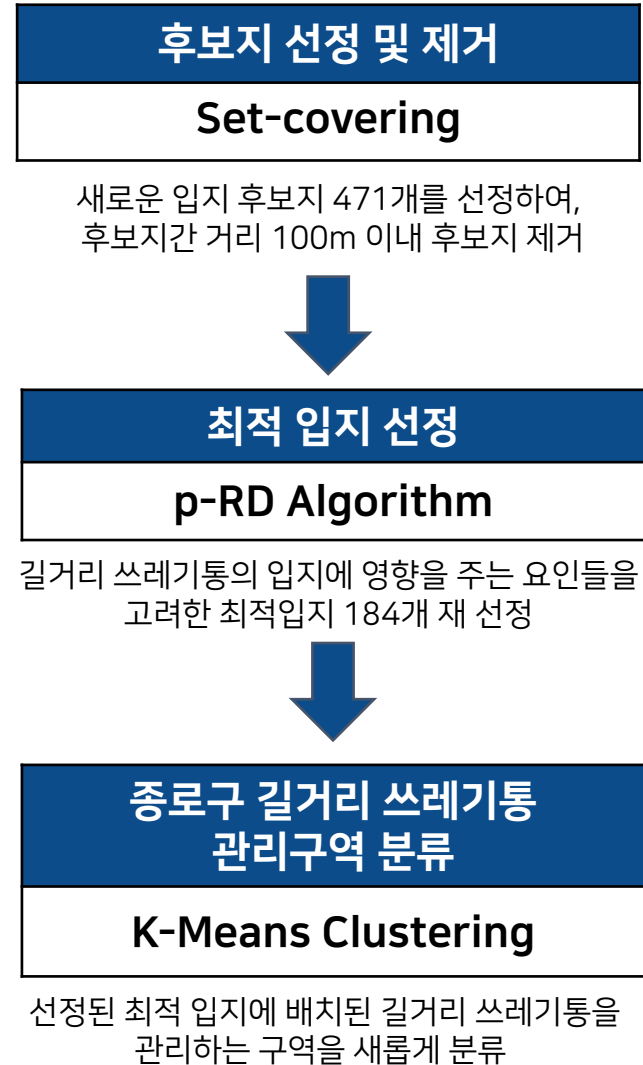 후보지 선정 및 제거
Set-covering
새로운 입지 후보지 471개를 선정하여,
후보지간 거리 100m 이내 후보지 제거
최적 입지 선정
p-RD Algorithm
길거리 쓰레기통의 입지에 영향을 주는 요인들을
고려한 최적입지 184개 재 선정
종로구 길거리 쓰레기통
관리구역 분류
K-Means Clustering
선정된 최적 입지에 배치된 길거리 쓰레기통을
관리하는 구역을 새롭게 분류